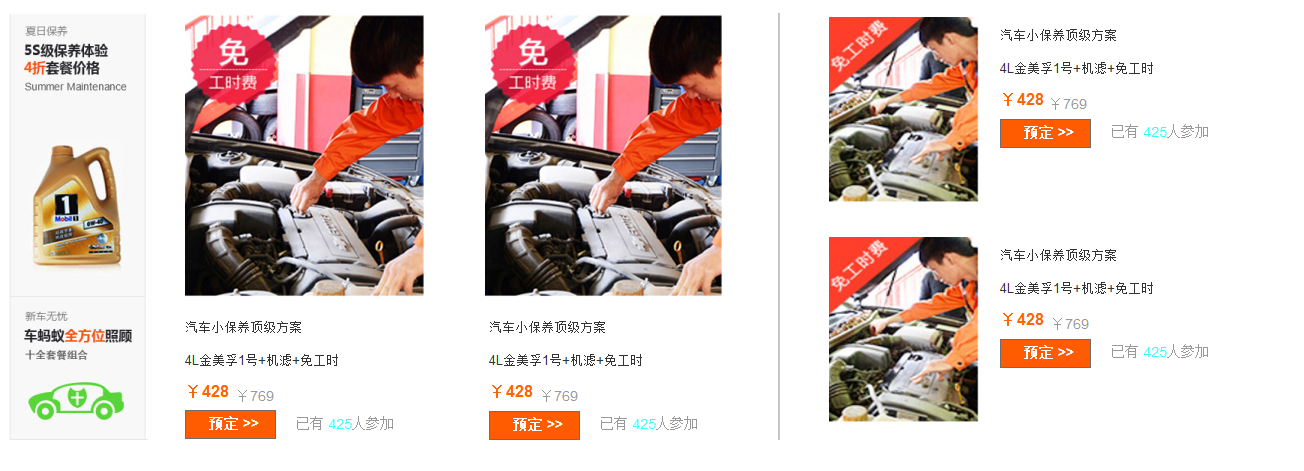 夏日保养
5S级保养体验
4折套餐价格
Summer Maintenance
1
Mobil 1
0W-40
新车无忧
车蚂蚁全方位照顾
十全套餐组合
免
工时费
汽车小保养顶级方案
4L金美孚1号+机滤+免工时
￥428 ￥769
预定 >> 已有 425人参加
免
工时费
汽车小保养顶级方案
4L金美孚1号+机滤+免工时
￥428 ￥769
预定 >> 已有 425人参加
免工时费
汽车小保养顶级方案
4L金美孚1号+机滤+免工时
￥428 ￥769
预定 >> 已有 425人参加
免工时费
汽车小保养顶级方案
4L金美孚1号+机滤+免工时
￥428 ￥769
预定 >> 已有 425人参加